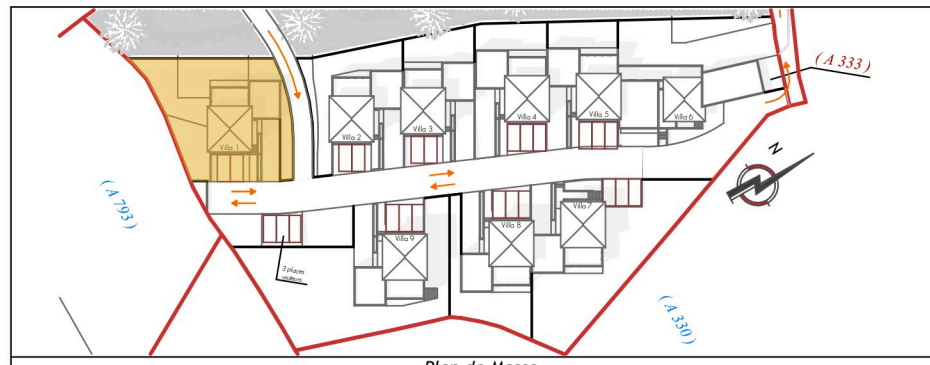 ( A 333 )
Villa 1
Villa 2
Villa 3
Villa 4
Villa 5
Villa 6
N
( A 793 )
Villa 9
Villa 8
Villa 7
3 places
visiteurs
( A 330 )
Plan de Masse